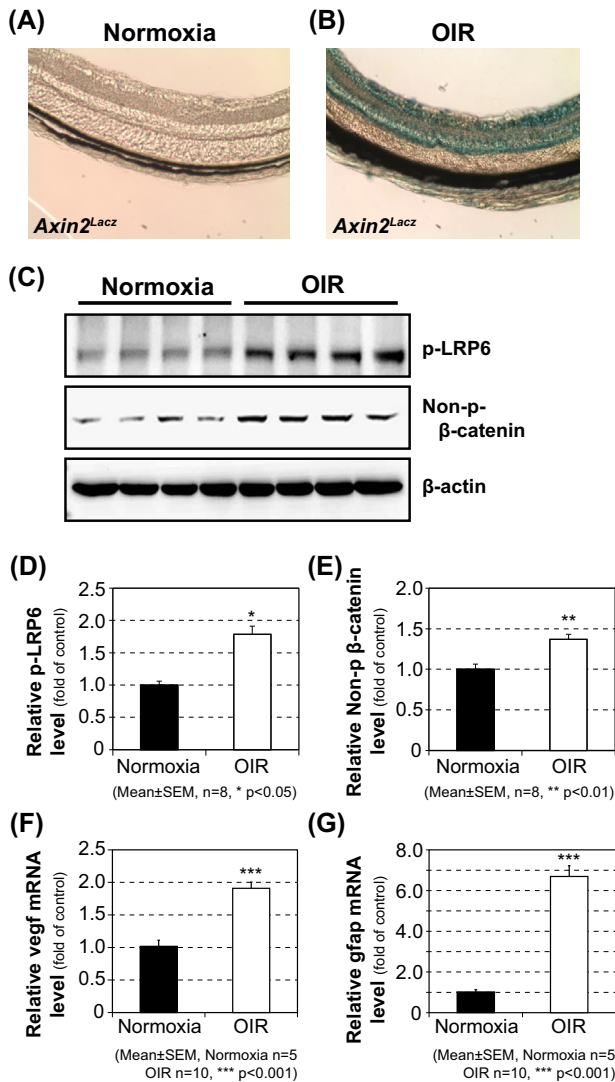 (A) Normoxia
(B) OIR
Axin2LacZ
Axin2LacZ
(C)
Normoxia OIR
p-LRP6
Non-p-
β-catenin
β-actin
(D)
Relative p-LRP6
level (fold of control)
2.5
2.0
1.5
1.0
0.5
0
*
Normoxia OIR
(Mean±SEM, n=8, * p<0.05)
(E)
Relative Non-p β-catenin
level (fold of control)
2.0
1.5
1.0
0.5
0
**
Normoxia OIR
(Mean±SEM, n=8, ** p<0.01)
(F)
Relative vegf mRNA
level (fold of control)
2.5
2.0
1.5
1.0
0.5
0
***
Normoxia OIR
(Mean±SEM, Normoxia n=5
OIR n=10, *** p<0.001)
(G)
Relative gfap mRNA
level (fold of control)
8.0
6.0
4.0
2.0
0
***
Normoxia OIR
(Mean±SEM, Normoxia n=5
OIR n=10, *** p<0.001)